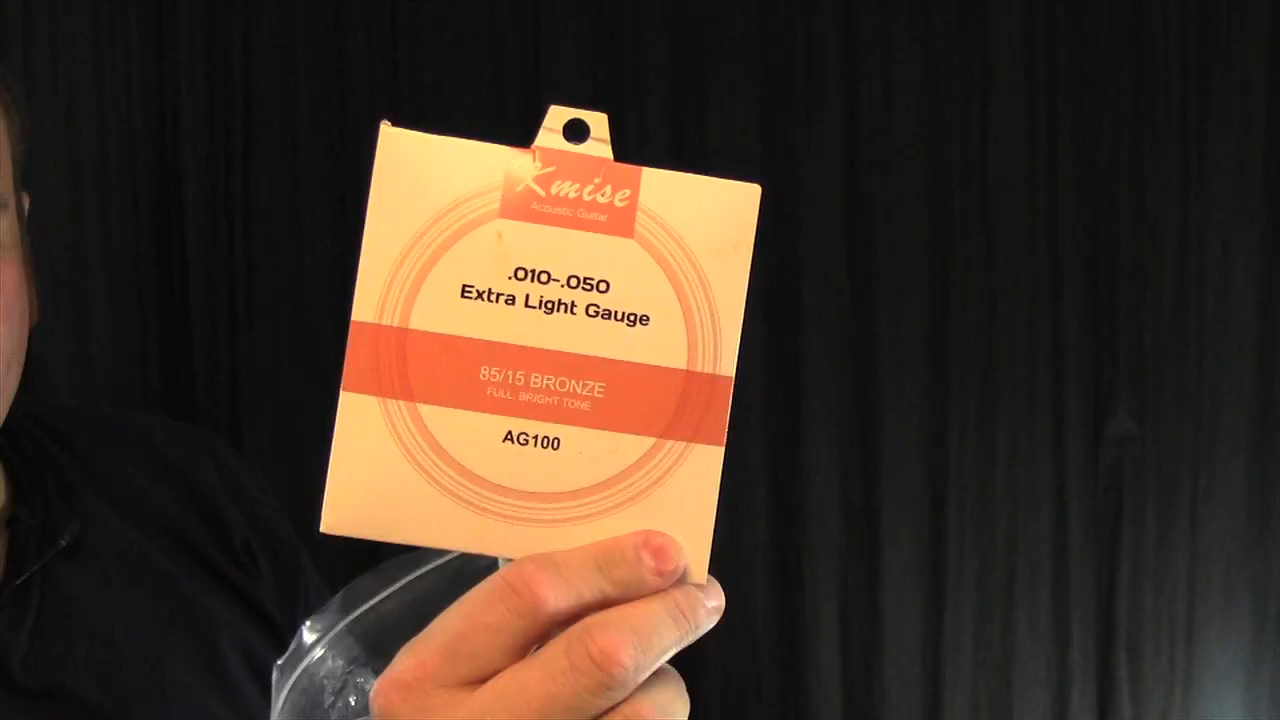 Kmise
Acoustic Guitar
.010-.050
Extra Light Gauge
85/15 BRONZE
FULL, BRIGHT TONE
AG100